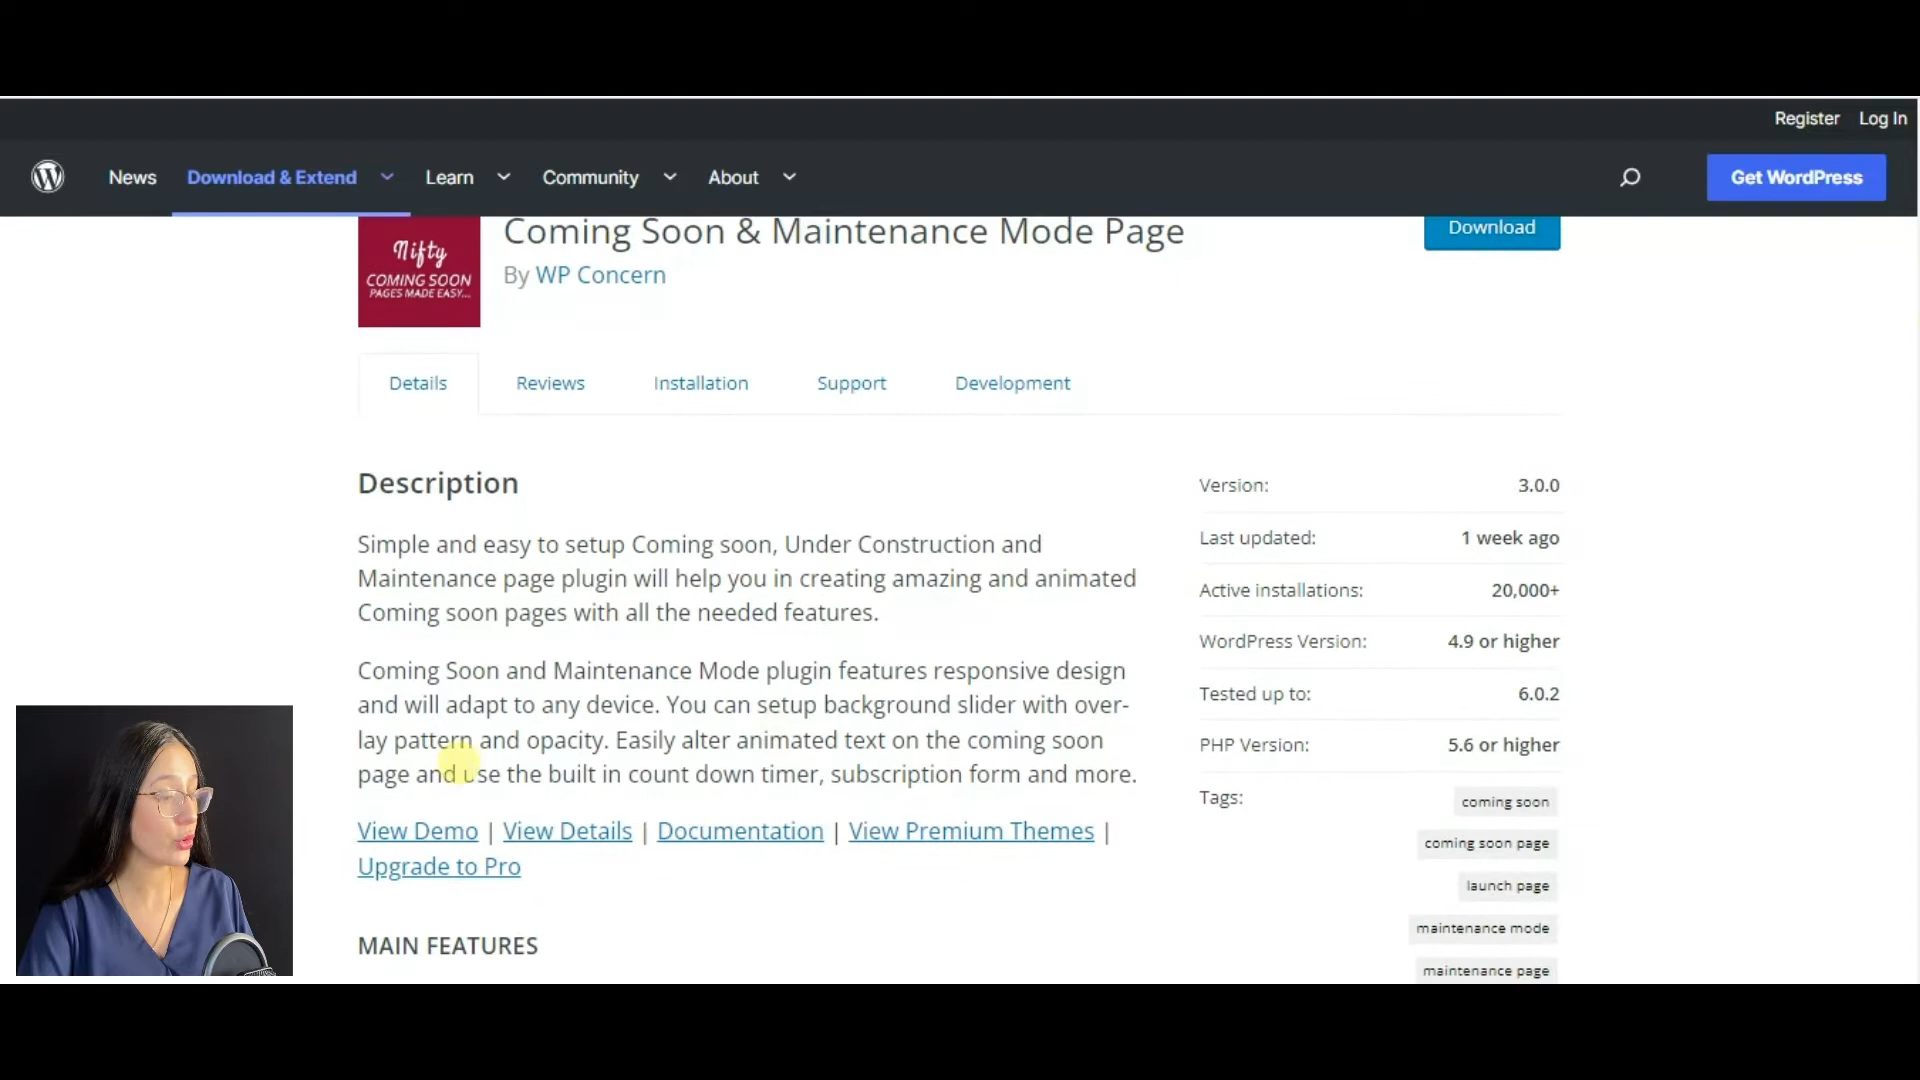 Register Log In
News Download & Extend Learn Community About Get WordPress
Nifty
COMING SOON
PAGES MADE EASY...
Coming Soon & Maintenance Mode Page
By WP Concern
Download
Details Reviews Installation Support Development
Description
Simple and easy to setup Coming soon, Under Construction and
Maintenance page plugin will help you in creating amazing and animated
Coming soon pages with all the needed features.
Coming Soon and Maintenance Mode plugin features responsive design
and will adapt to any device. You can setup background slider with over-
lay pattern and opacity. Easily alter animated text on the coming soon
page and use the built in count down timer, subscription form and more.
View Demo | View Details | Documentation | View Premium Themes |
Upgrade to Pro
MAIN FEATURES
Version: 3.0.0
Last updated: 1 week ago
Active installations: 20,000+
WordPress Version: 4.9 or higher
Tested up to: 6.0.2
PHP Version: 5.6 or higher
Tags: coming soon
coming soon page
launch page
maintenance mode
maintenance page